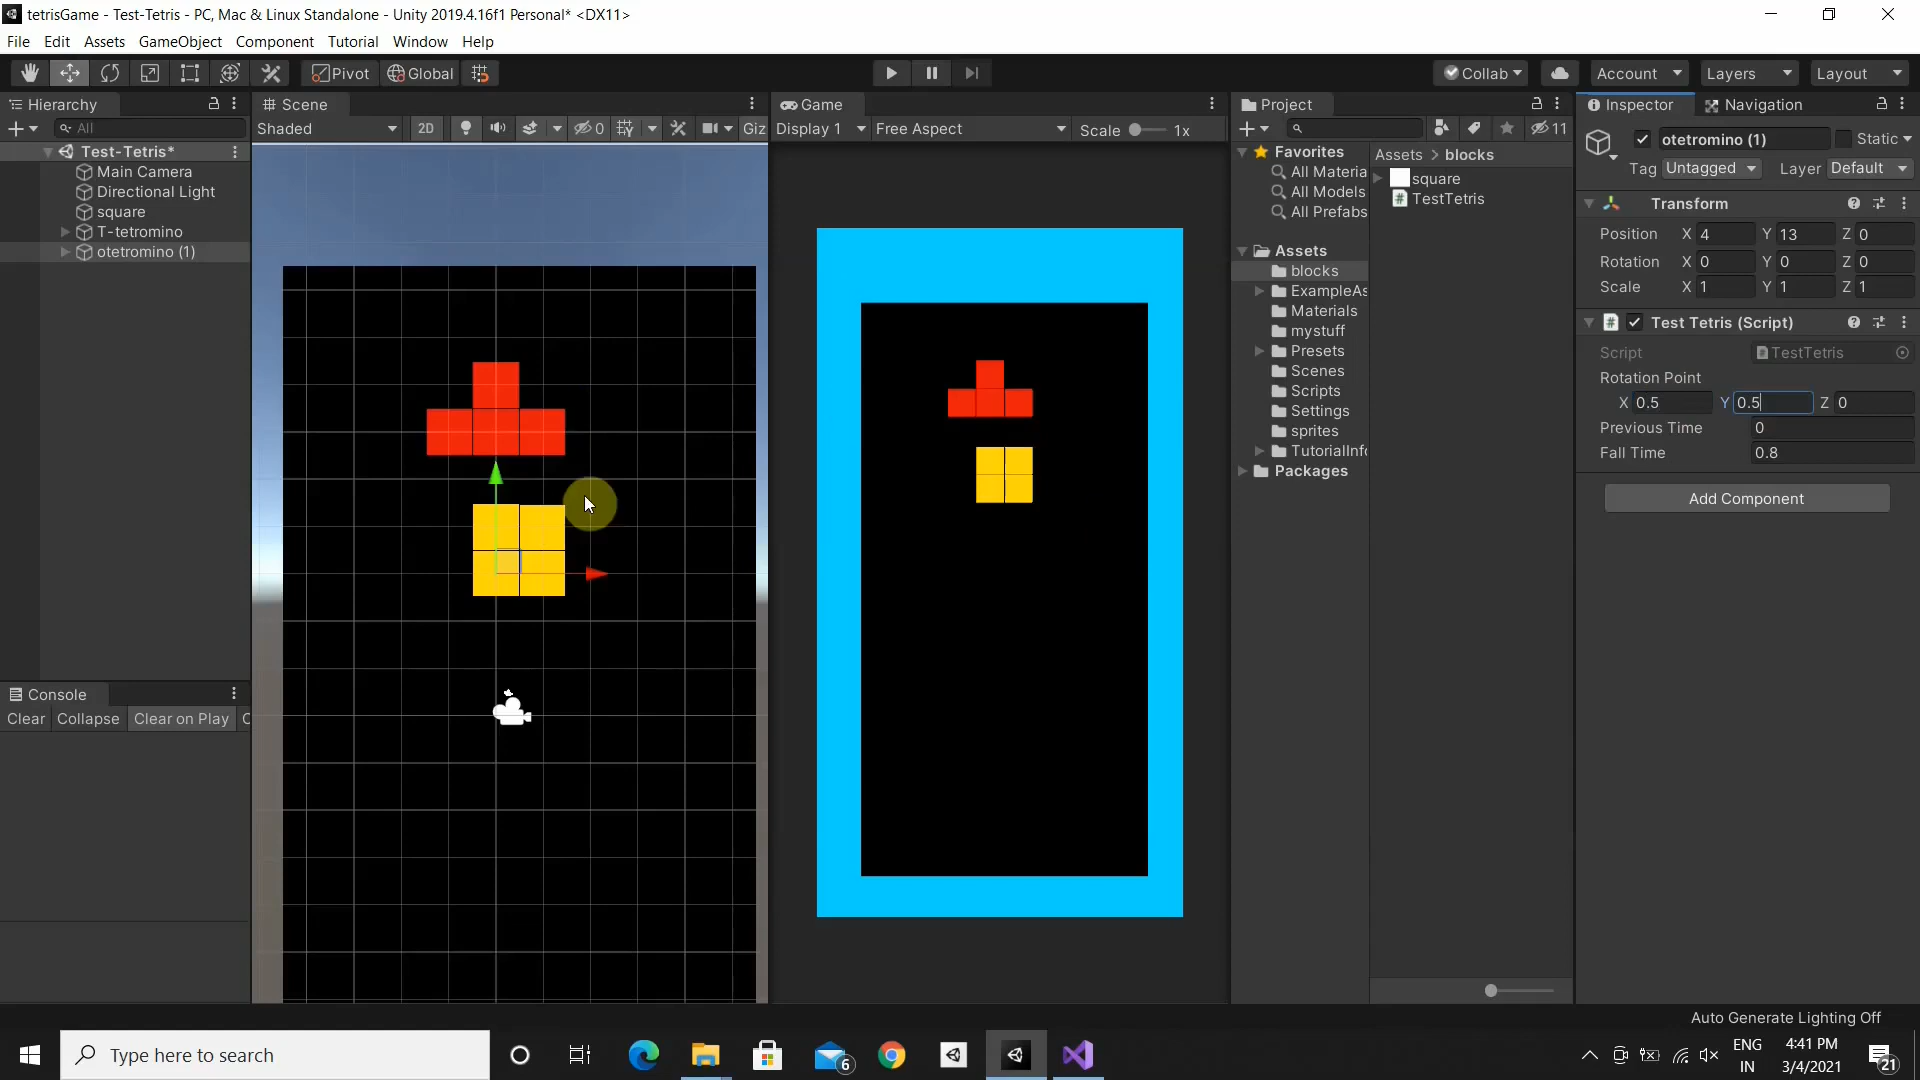 tetrisGame - Test-Tetris - PC, Mac & Linux Standalone - Unity 2019.4.16f1 Personal* <DX11>
File Edit Assets GameObject Component Tutorial Window Help
Pivot Global Collab Account Layers Layout
Hierarchy
All
Test-Tetris*
Main Camera
Directional Light
square
T-tetromino
otetromino (1)
Console
Clear Collapse Clear on Play C
Scene
Shaded 2D 0 Giz
Game
Display 1 Free Aspect Scale 1x
Project
11
Favorites
All Materia
All Models
All Prefabs
Assets
blocks
ExampleAs
Materials
mystuff
Presets
Scenes
Scripts
Settings
sprites
TutorialInfo
Packages
Assets > blocks
square
TestTetris
Inspector Navigation
otetromino (1) Static
Tag Untagged Layer Default
Transform
Position X 4 Y 13 Z 0
Rotation X 0 Y 0 Z 0
Scale X 1 Y 1 Z 1
Test Tetris (Script)
Script TestTetris
Rotation Point
X 0.5 Y 0.5 Z 0
Previous Time 0
Fall Time 0.8
Add Component
Auto Generate Lighting Off
Type here to search
6
ENG
IN
4:41 PM
3/4/2021
21